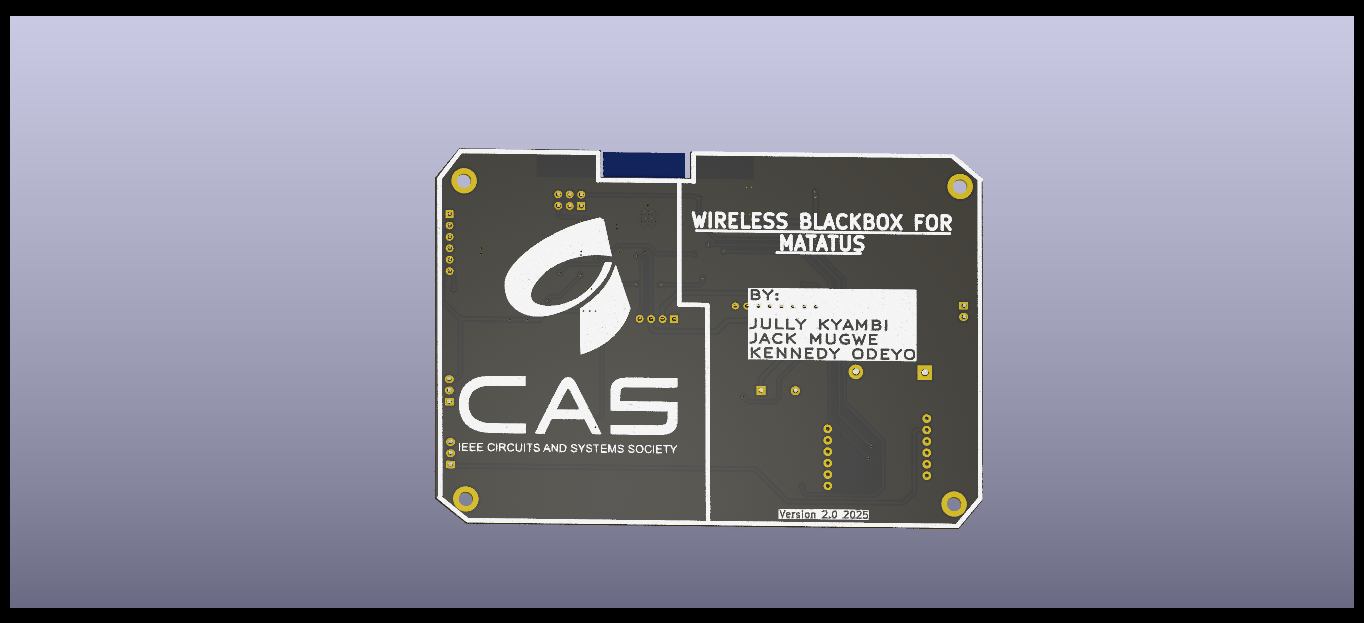 WIRELESS BLACKBOX FOR
MATATUS
BY:
JULLY KYAMBI
JACK MUGWE
KENNEDY ODEYO
CAS
IEEE CIRCUITS AND SYSTEMS SOCIETY
Version 2.0 2025